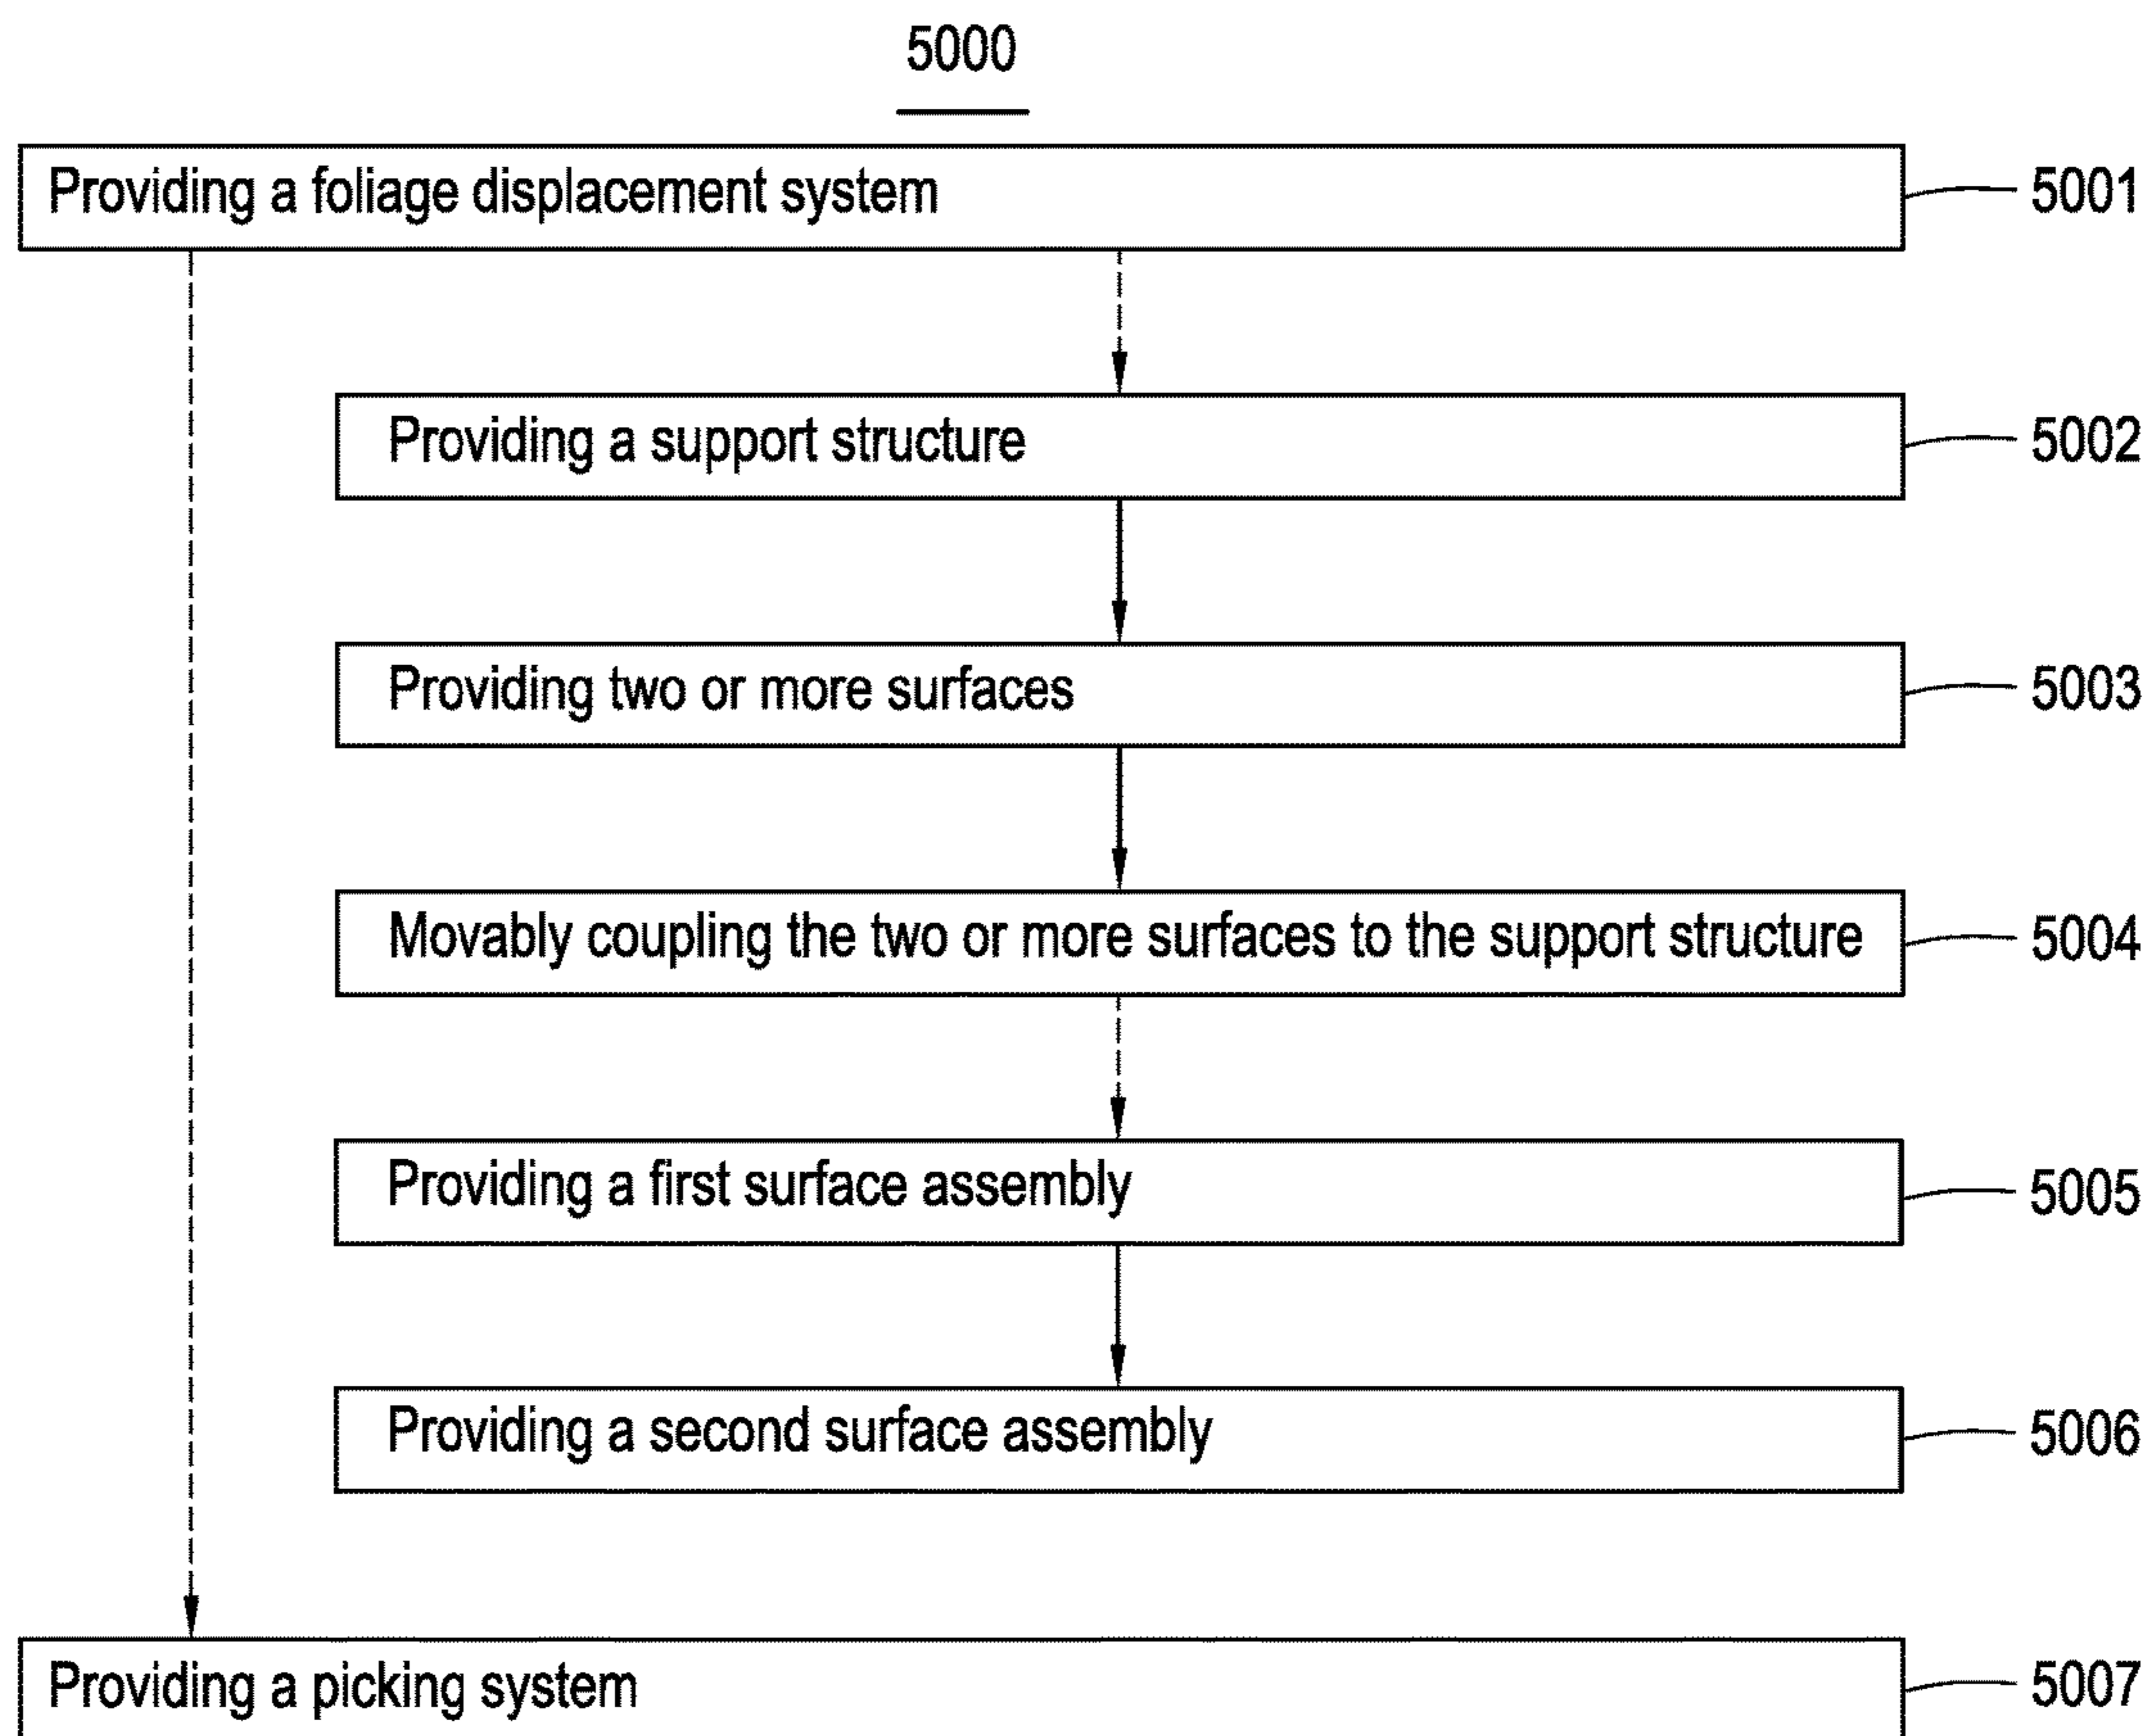 5000
Providing a foliage displacement system 5001
Providing a support structure 5002
Providing two or more surfaces 5003
Movably coupling the two or more surfaces to the support structure 5004
Providing a first surface assembly 5005
Providing a second surface assembly 5006
Providing a picking system 5007